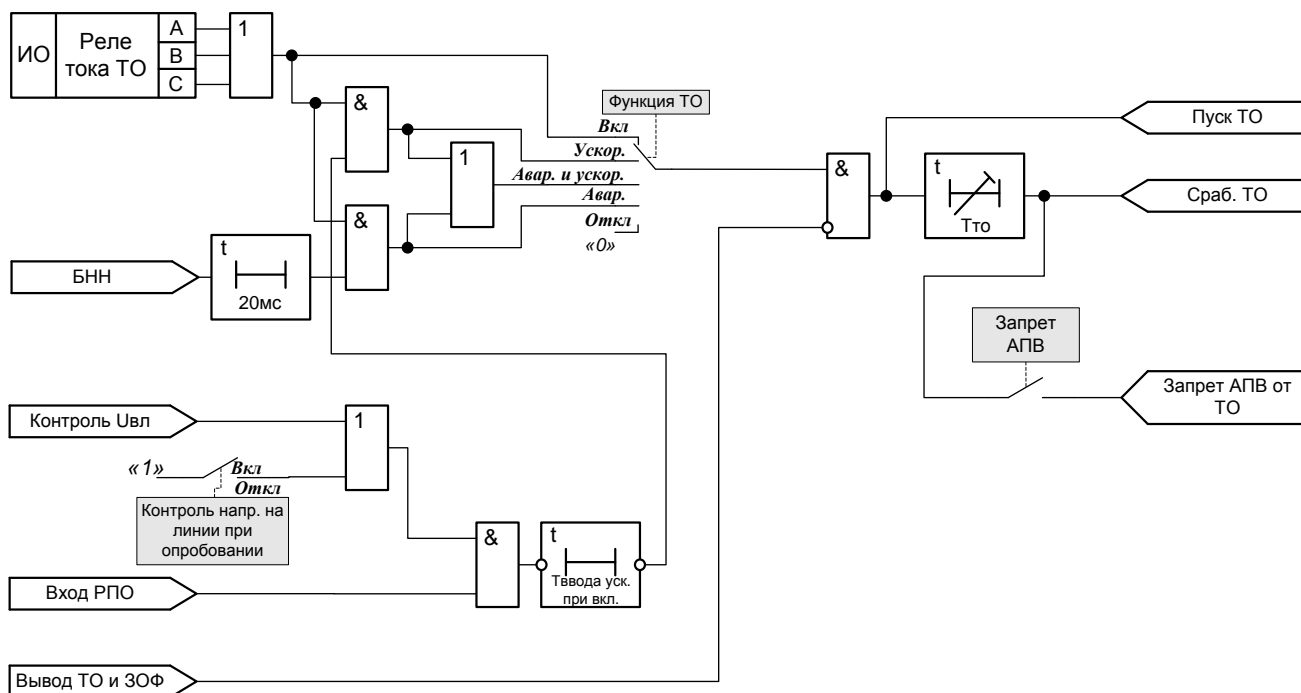 ИО
Реле
тока ТО
A
B
C
1
&
1
&
БНН
t
20мс
Функция ТО
Вкл
Ускор.
Авар. и ускор.
Авар.
Откл
«0»
&
t
Тто
Пуск ТО
Сраб. ТО
Запрет
АПВ
Запрет АПВ от
ТО
Контроль Uвл
1
«1»
Вкл
Откл
Контроль напр. на
линии при
опробовании
&
t
Тввода уск.
при вкл.
Вход РПО
Вывод ТО и ЗОФ